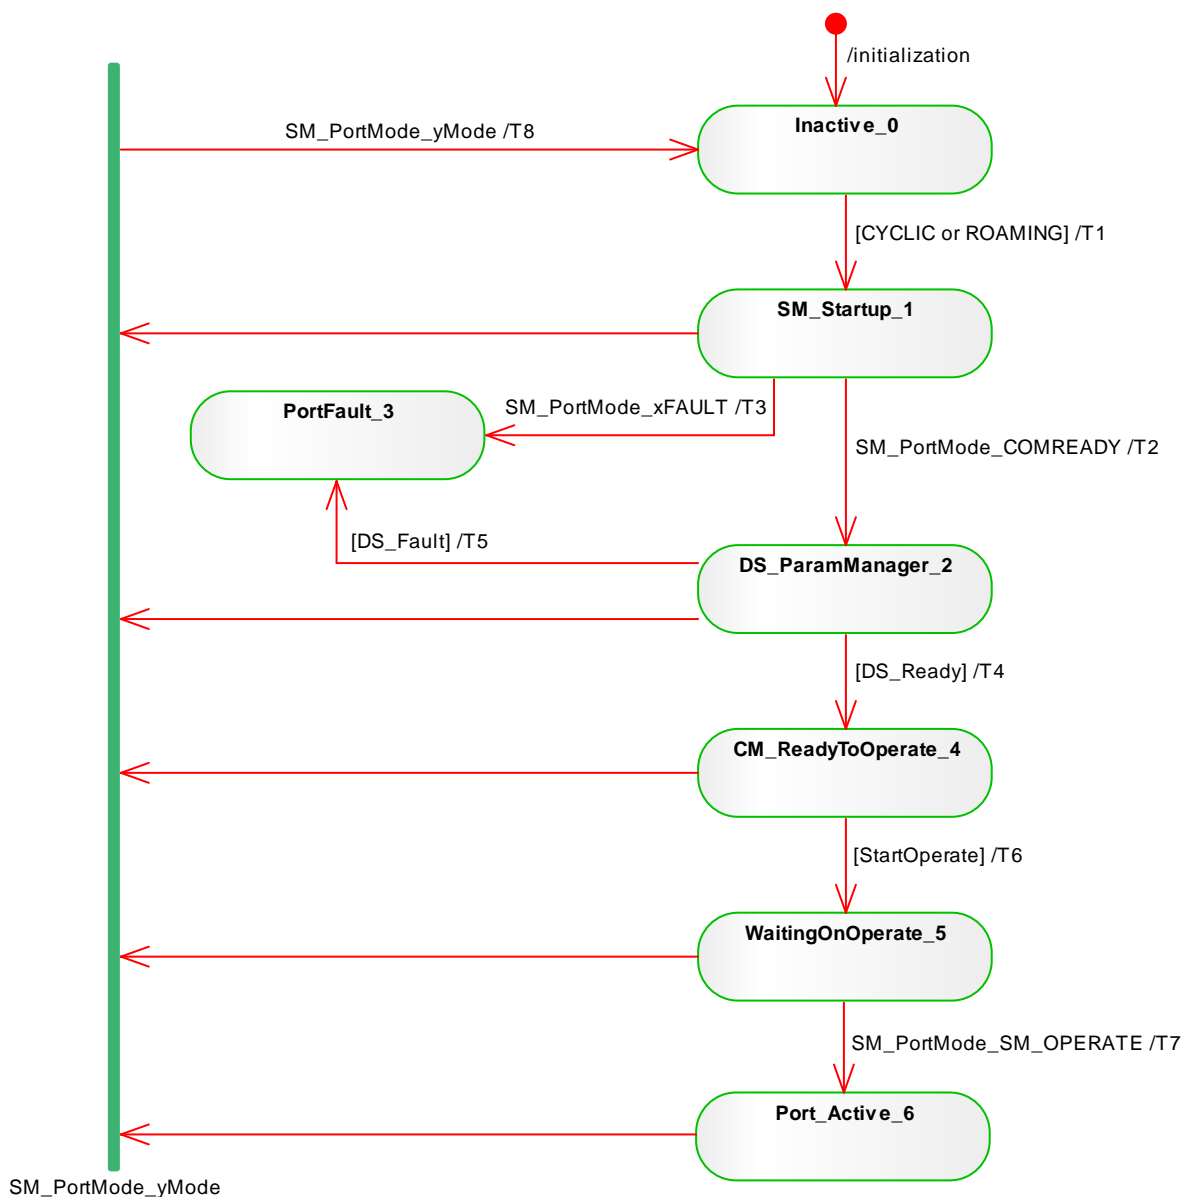 /initialization
Inactive_0
SM_PortMode_yMode /T8
[CYCLIC or ROAMING] /T1
SM_Startup_1
PortFault_3
SM_PortMode_xFAULT /T3
SM_PortMode_COMREADY /T2
[DS_Fault] /T5
DS_ParamManager_2
[DS_Ready] /T4
CM_ReadyToOperate_4
[StartOperate] /T6
WaitingOnOperate_5
SM_PortMode_SM_OPERATE /T7
Port_Active_6
SM_PortMode_yMode